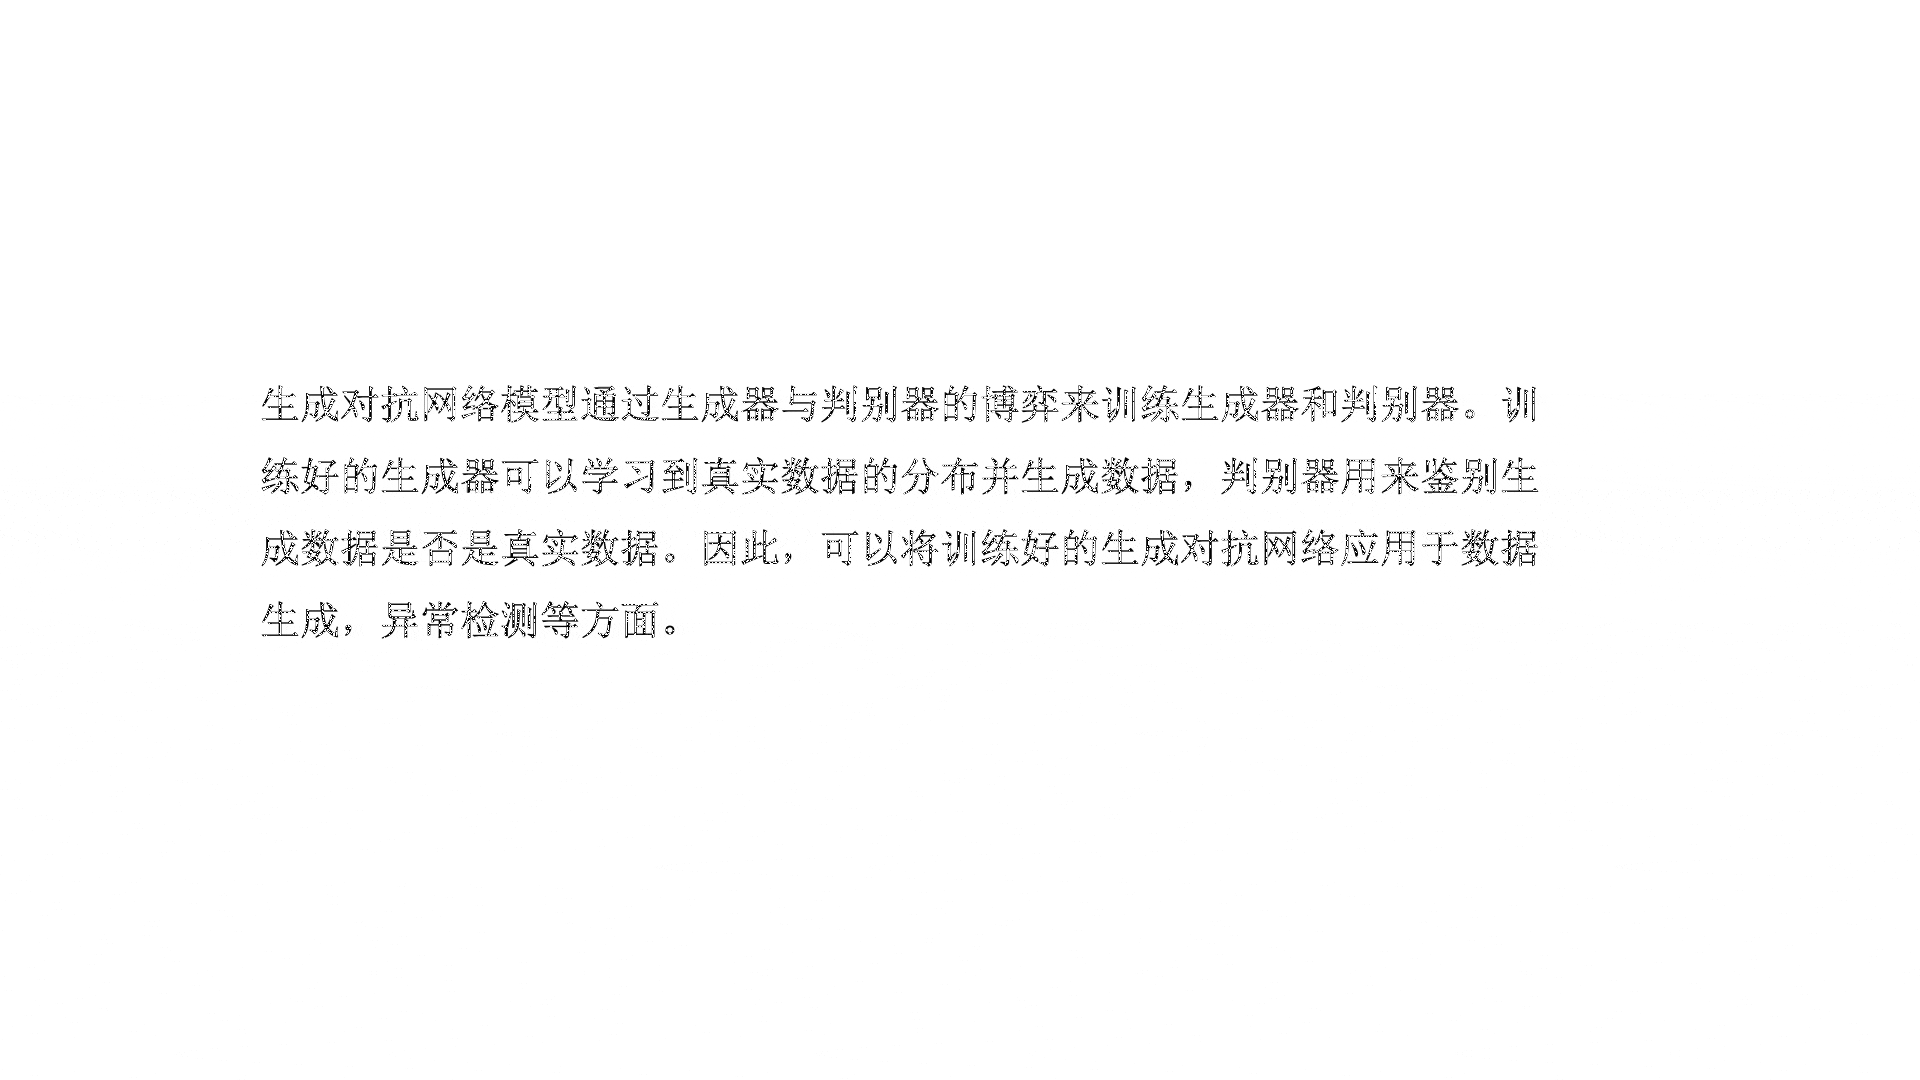 生成对抗网络模型通过生成器与判别器的博弈来训练生成器和判别器。训
练好的生成器可以学习到真实数据的分布并生成数据，判别器用来鉴别生
成数据是否是真实数据。因此，可以将训练好的生成对抗网络应用于数据
生成，异常检测等方面。